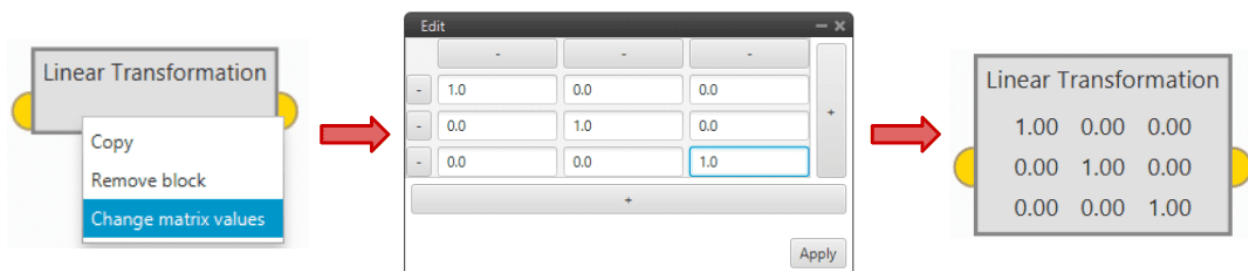 Linear Transformation
Copy
Remove block
Change matrix values
Edit
- - -
- 1.0 0.0 0.0
- 0.0 1.0 0.0
- 0.0 0.0 1.0
+
+
Apply
Linear Transformation
1.00 0.00 0.00
0.00 1.00 0.00
0.00 0.00 1.00